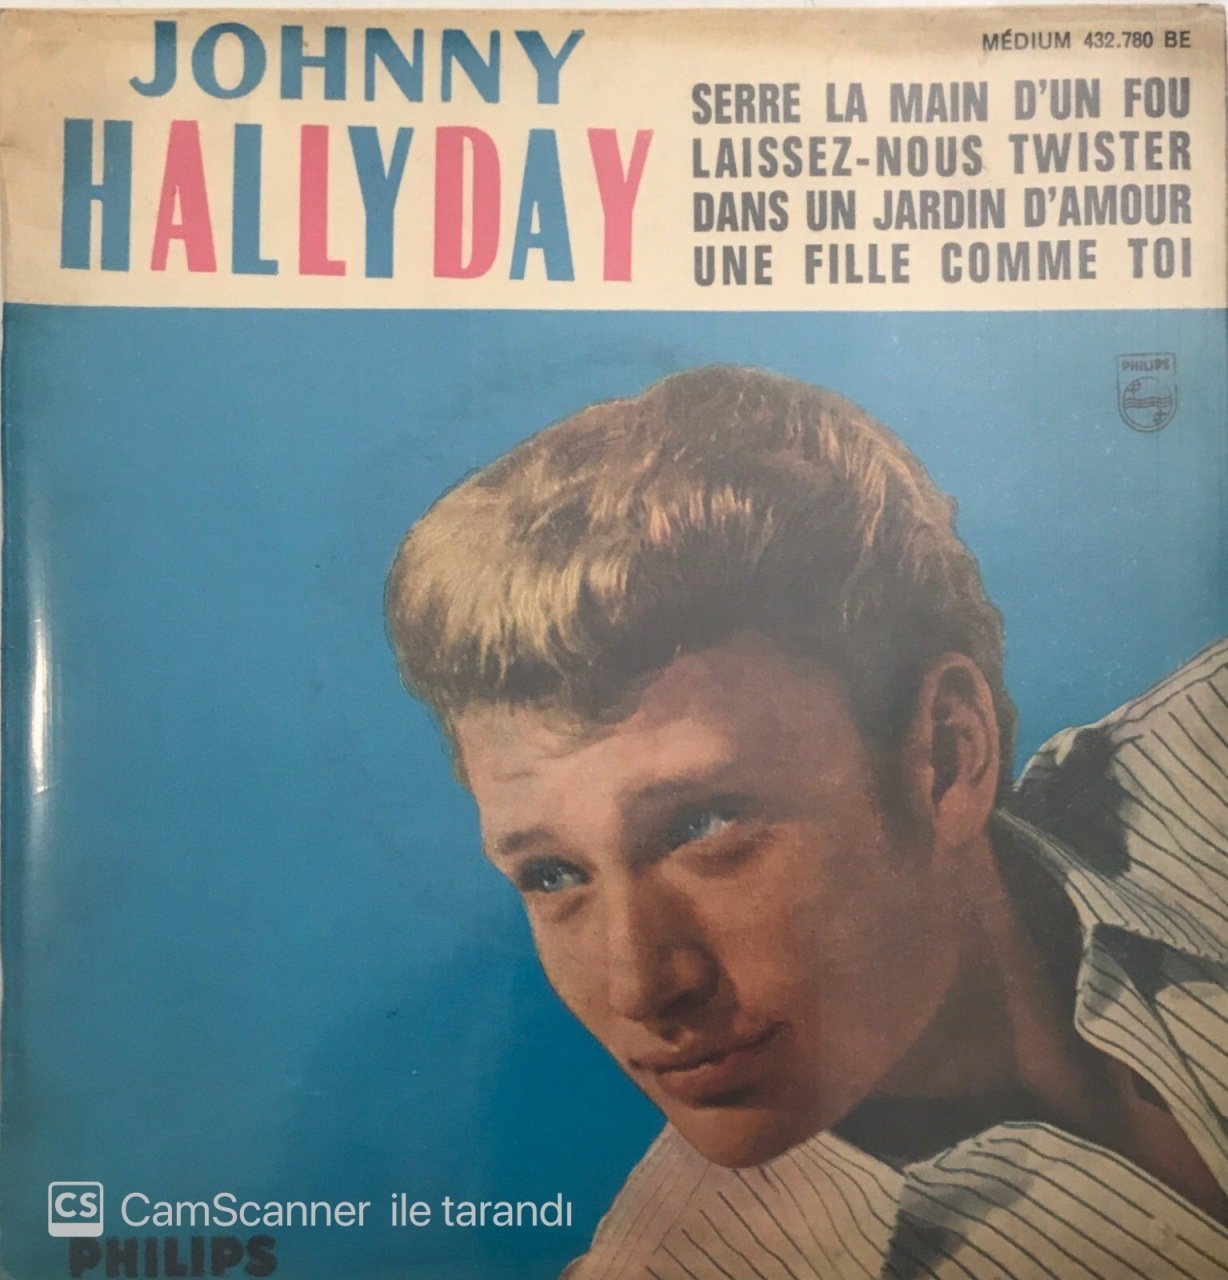 JOHNNY
HALLYDAY
MÉDIUM 432.780 BE
SERRE LA MAIN D'UN FOU
LAISSEZ-NOUS TWISTER
DANS UN JARDIN D'AMOUR
UNE FILLE COMME TOI
PHILIPS
CS CamScanner ile tarandı
PHILIPS